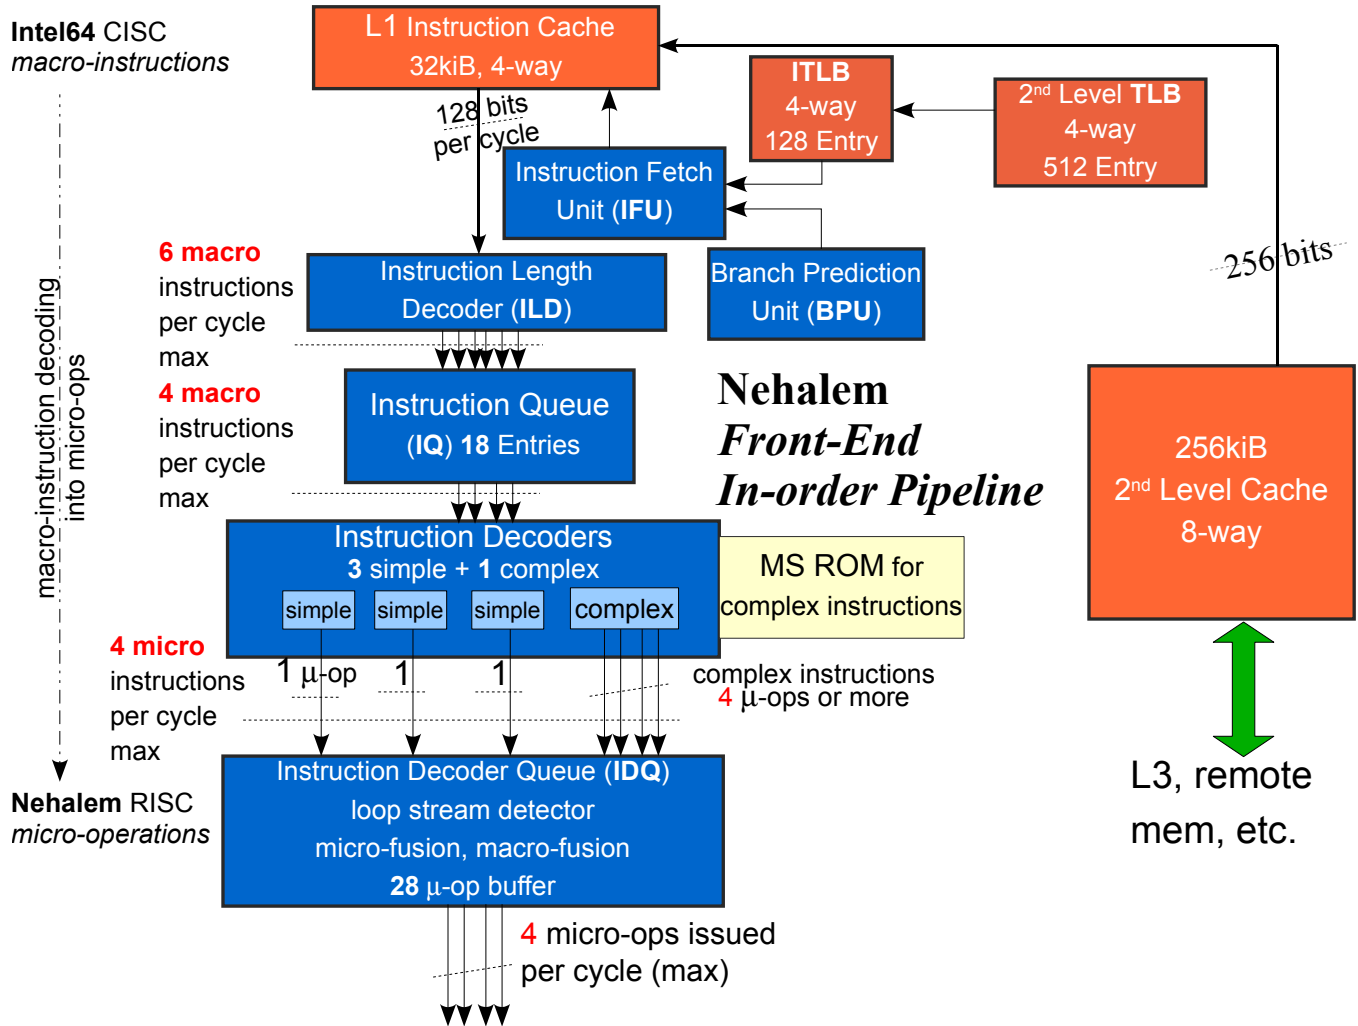 Intel64 CISC
macro-instructions
L1 Instruction Cache
32kiB, 4-way
ITLB
4-way
128 Entry
2nd Level TLB
4-way
512 Entry
128 bits
per cycle
Instruction Fetch
Unit (IFU)
6 macro
instructions
per cycle
max
Instruction Length
Decoder (ILD)
Branch Prediction
Unit (BPU)
256 bits
macro-instruction decoding
into micro-ops
4 macro
instructions
per cycle
max
Instruction Queue
(IQ) 18 Entries
Nehalem
Front-End
In-order Pipeline
256kiB
2nd Level Cache
8-way
Instruction Decoders
3 simple + 1 complex
simple
simple
simple
complex
MS ROM for
complex instructions
4 micro
instructions
per cycle
max
1 μ-op
1
1
complex instructions
4 μ-ops or more
Instruction Decoder Queue (IDQ)
loop stream detector
micro-fusion, macro-fusion
28 μ-op buffer
L3, remote
mem, etc.
Nehalem RISC
micro-operations
4 micro-ops issued
per cycle (max)